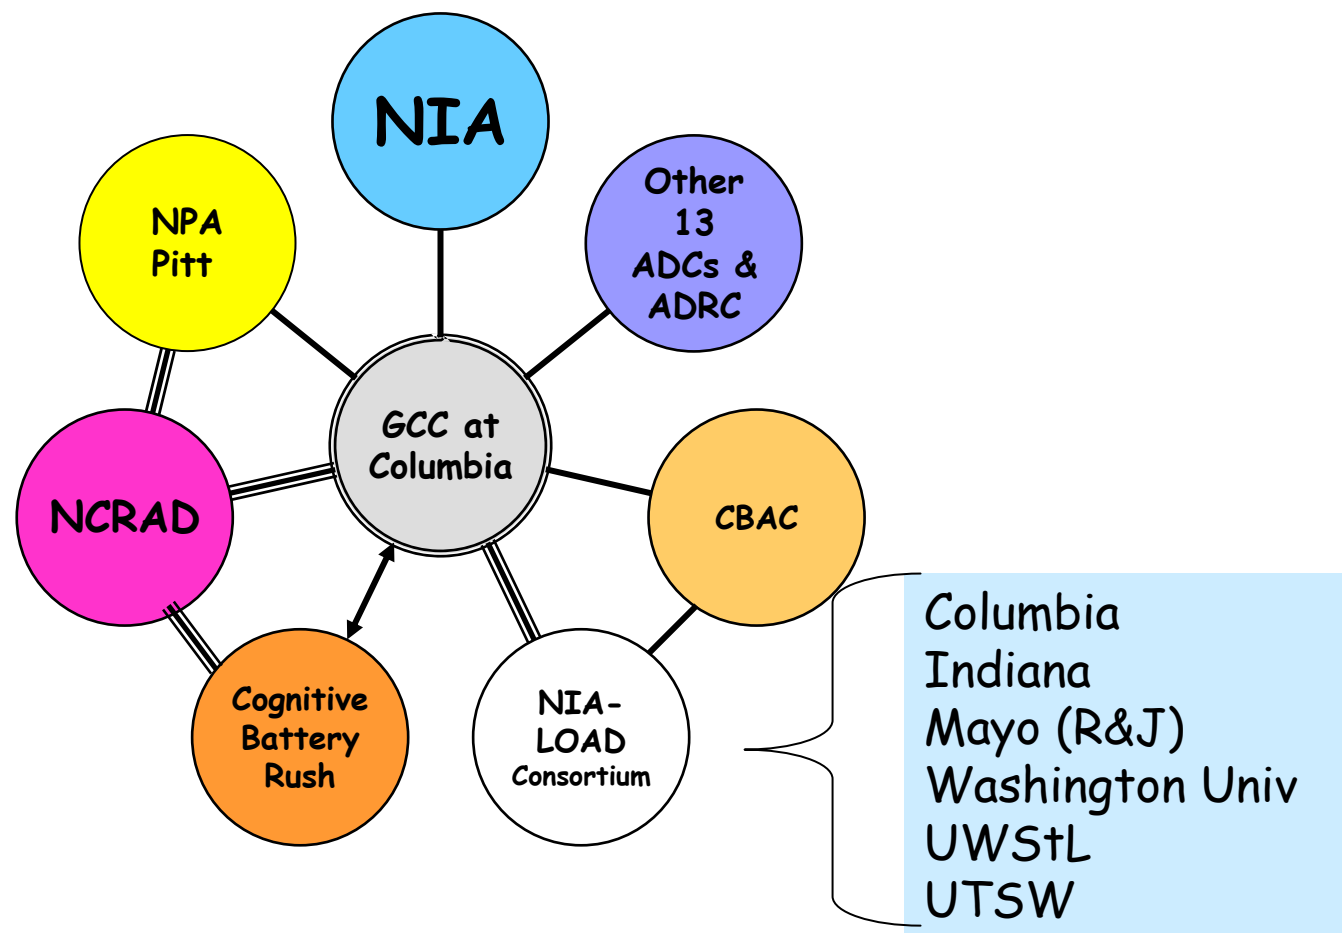 NIA
NPA
Pitt
Other
13
ADCs &
ADRC
GCC at
Columbia
NCRAD
CBAC
Cognitive
Battery
Rush
NIA-
LOAD
Consortium
Columbia
Indiana
Mayo (R&J)
Washington Univ
UWStL
UTSW